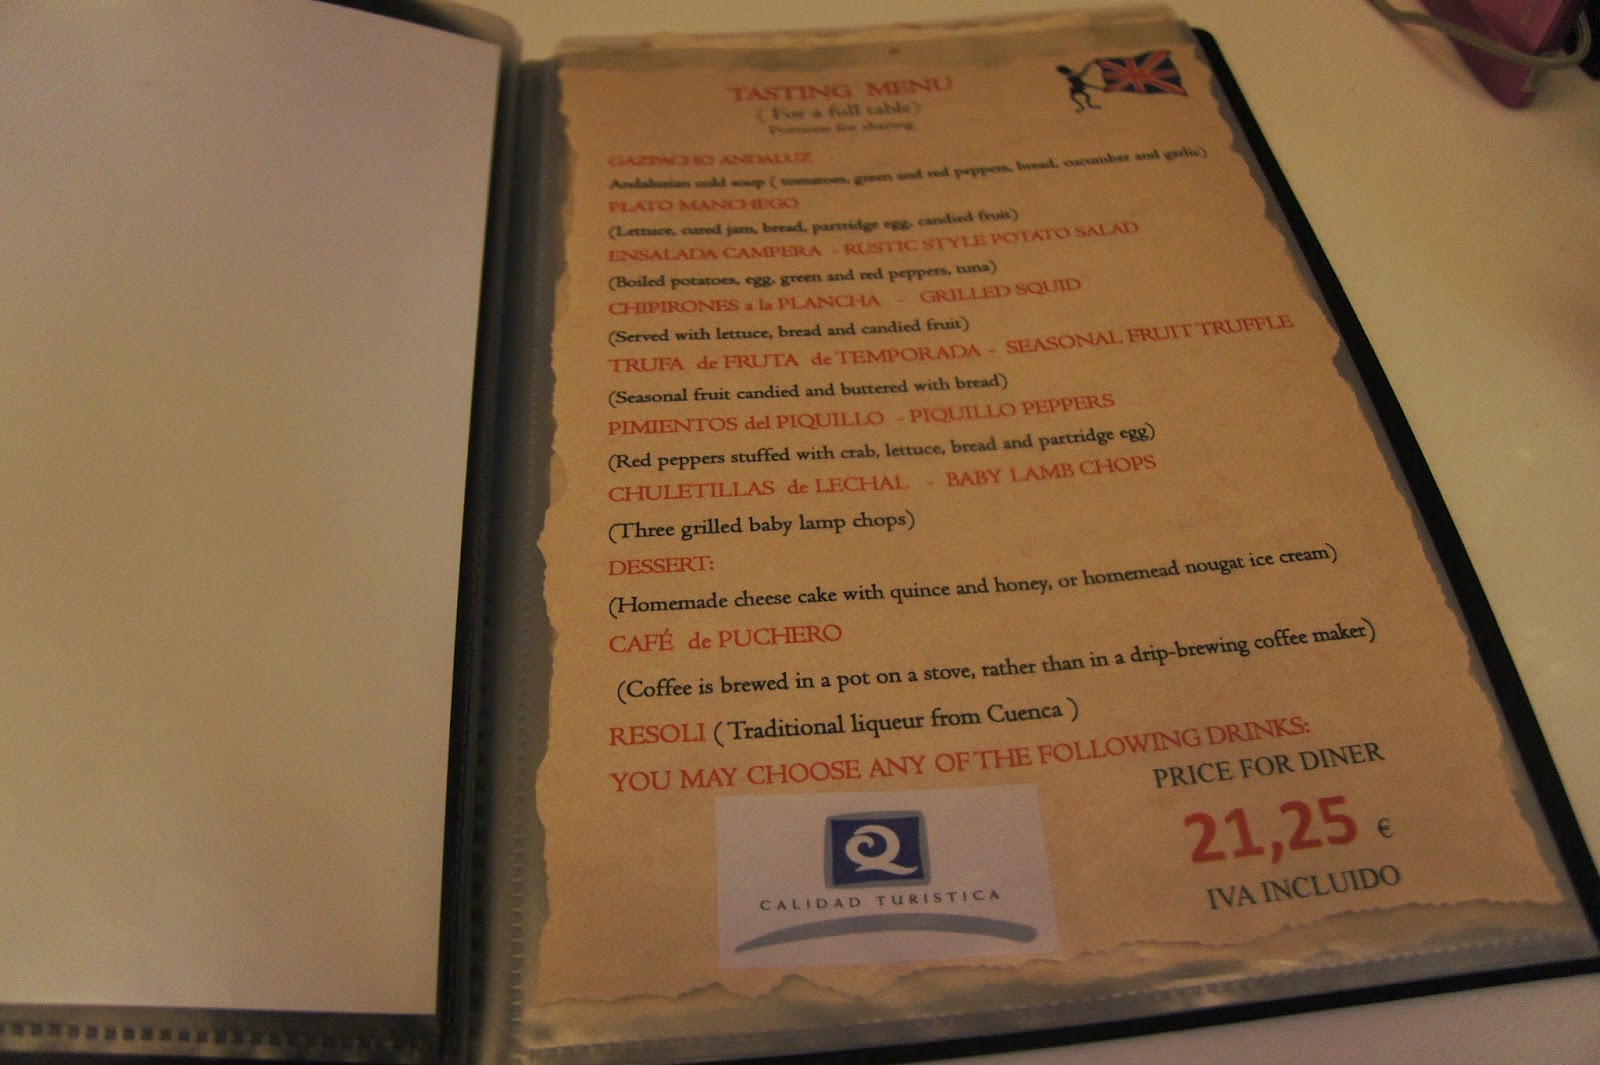 TASTING MENU
( For a full table)
Portions for sharing
GAZPACHO ANDALUZ
Andalusian cold soup ( tomatoes, green and red peppers, bread, cucumber and garlic)
PLATO MANCHEGO
(Lettuce, cured jam, bread, partridge egg, candied fruit)
ENSALADA CAMPERA - RUSTIC STYLE POTATO SALAD
(Boiled potatoes, egg, green and red peppers, tuna)
CHIPIRONES a la PLANCHA - GRILLED SQUID
(Served with lettuce, bread and candied fruit)
TRUFA de FRUTA de TEMPORADA - SEASONAL FRUIT TRUFFLE
(Seasonal fruit candied and buttered with bread)
PIMIENTOS del PIQUILLO - PIQUILLO PEPPERS
(Red peppers stuffed with crab, lettuce, bread and partridge egg)
CHULETILLAS de LECHAL - BABY LAMB CHOPS
(Three grilled baby lamp chops)
DESSERT:
(Homemade cheese cake with quince and honey, or homemead nougat ice cream)
CAFÉ de PUCHERO
(Coffee is brewed in a pot on a stove, rather than in a drip-brewing coffee maker)
RESOLI ( Traditional liqueur from Cuenca )
YOU MAY CHOOSE ANY OF THE FOLLOWING DRINKS:
PRICE FOR DINER
21,25 €
IVA INCLUIDO
Q
CALIDAD TURISTICA